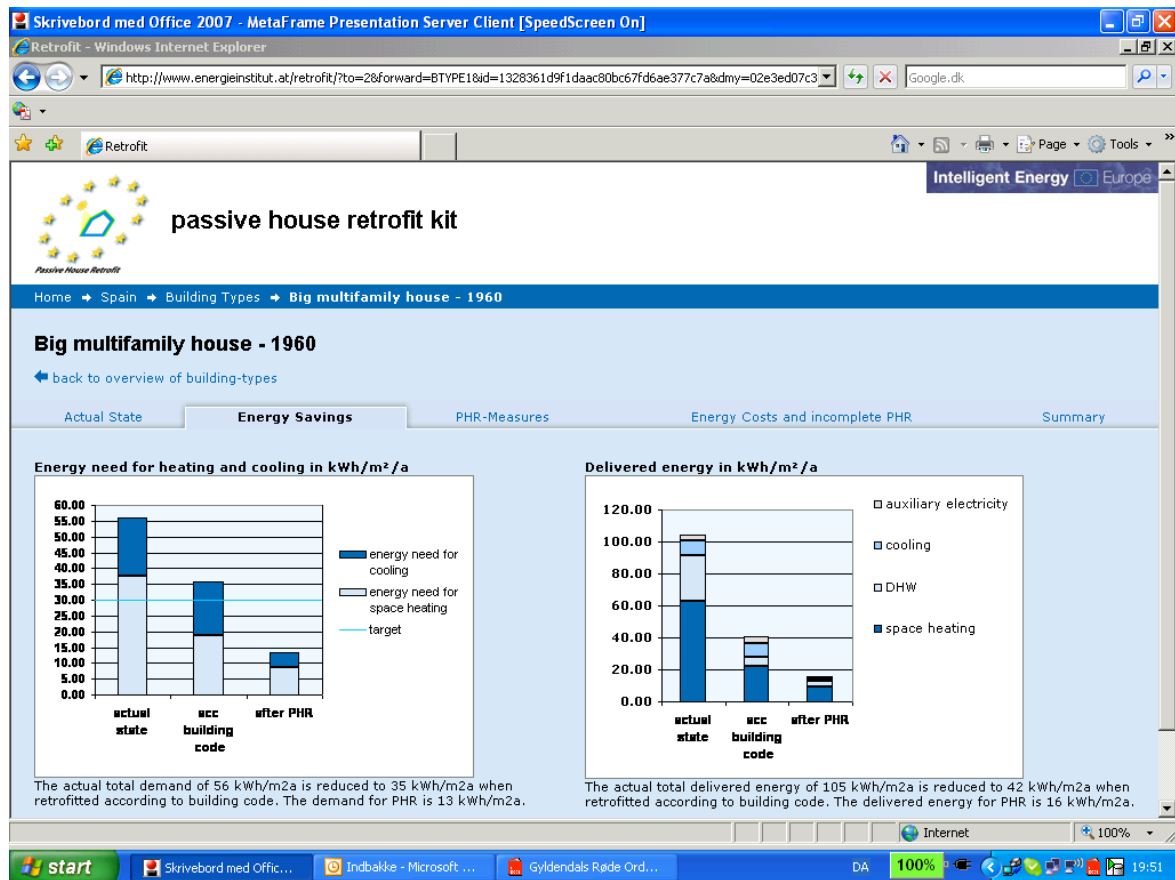 Skrivebord med Office 2007 - MetaFrame Presentation Server Client [SpeedScreen On]
Retrofit - Windows Internet Explorer
http://www.energieinstitut.at/retrofit/?to=2&forward=BTYPE1&id=1328361d9f1daac80bc67fd6ae377c7a&dmy=02e3ed07c3
Google.dk
Retrofit
Page
Tools
Intelligent Energy Europe
passive house retrofit kit
Passive House Retrofit
Home Spain Building Types Big multifamily house - 1960
Big multifamily house - 1960
back to overview of building-types
Actual State Energy Savings PHR-Measures Energy Costs and incomplete PHR Summary
Energy need for heating and cooling in kWh/m²/a
60.00
55.00
50.00
45.00
40.00
35.00
30.00
25.00
20.00
15.00
10.00
5.00
0.00
actual
state
acc
building
code
after PHR
energy need for
cooling
energy need for
space heating
target
The actual total demand of 56 kWh/m2a is reduced to 35 kWh/m2a when
retrofitted according to building code. The demand for PHR is 13 kWh/m2a.
Delivered energy in kWh/m²/a
120.00
100.00
80.00
60.00
40.00
20.00
0.00
actual
state
acc
building
code
after PHR
auxiliary electricity
cooling
DHW
space heating
The actual total delivered energy of 105 kWh/m2a is reduced to 42 kWh/m2a when
retrofitted according to building code. The delivered energy for PHR is 16 kWh/m2a.
Internet
100%
start
Skrivebord med Offic...
Indbakke - Microsoft ...
Gyldendals Røde Ord...
DA
100%
19:51